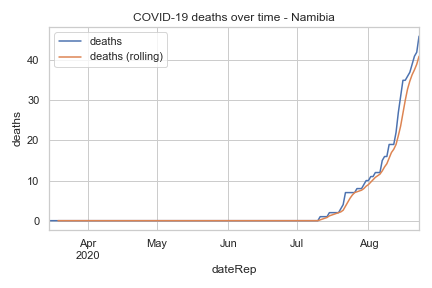 COVID-19 deaths over time - Namibia
deaths
deaths (rolling)
40
30
20
10
0
deaths
Apr
2020
May
Jun
Jul
Aug
dateRep